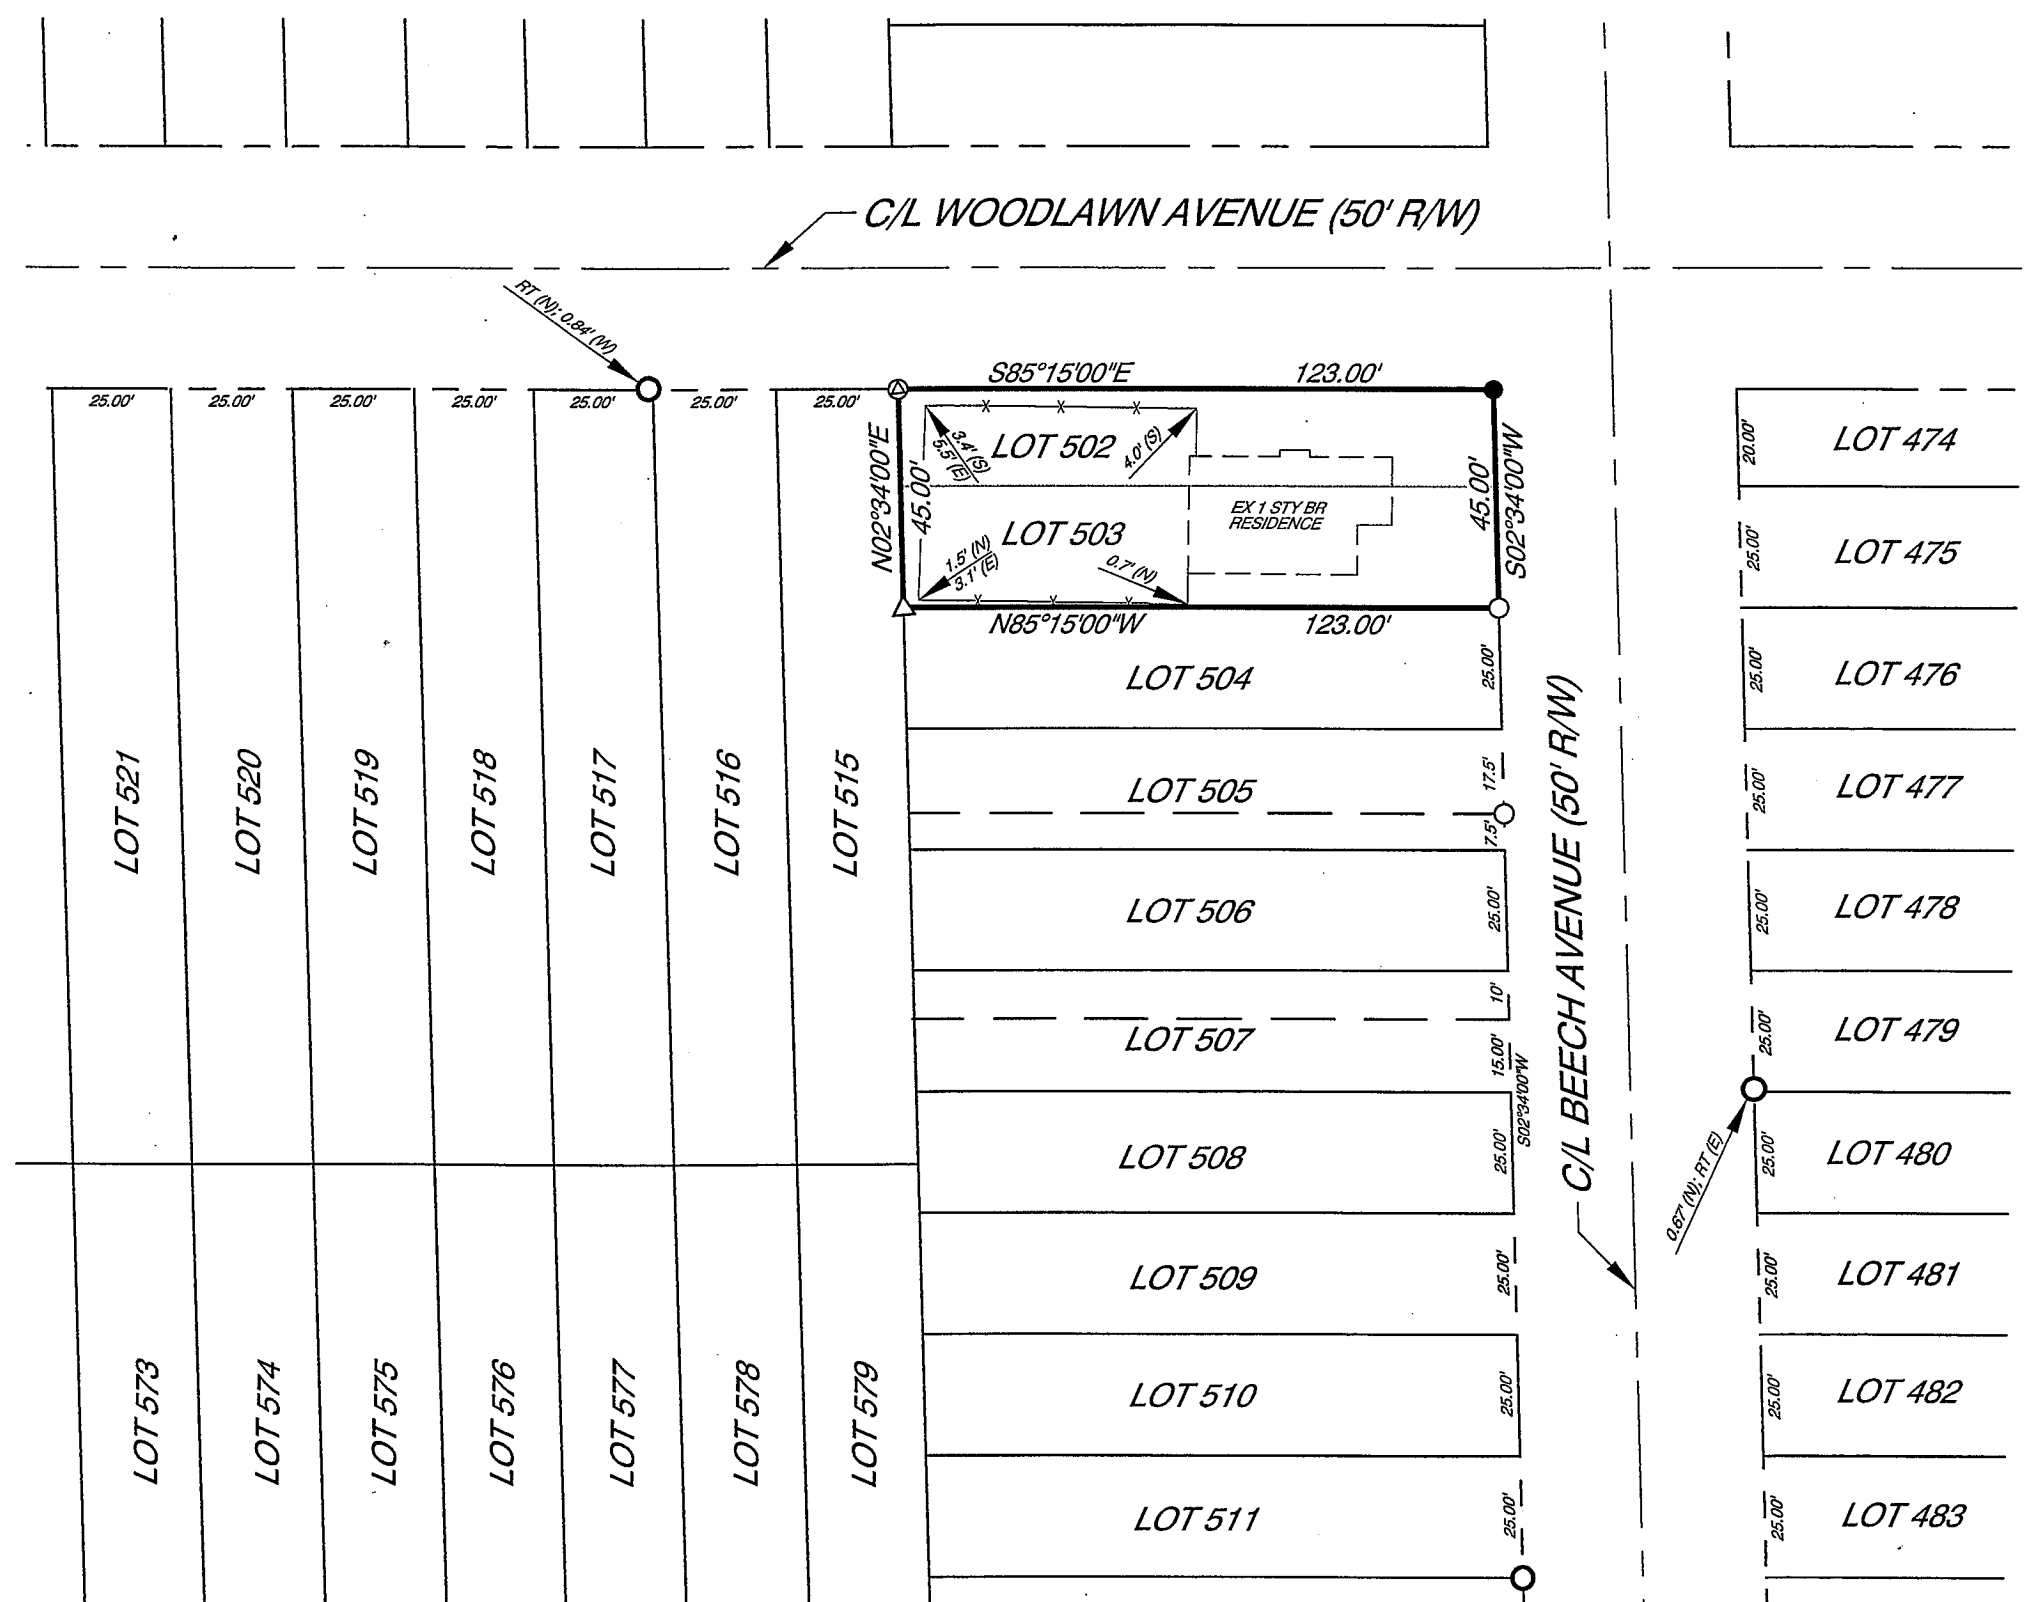 C/L WOODLAWN AVENUE (50' R/W)
RT (N); 0.84' (W)
S85°15'00"E
123.00'
25.00'
25.00'
25.00'
25.00'
25.00'
25.00'
25.00'
N02°34'00"E
45.00'
3.4' (S)
5.5' (E)
LOT 502
4.0' (S)
45.00'
S02°34'00"W
20.00'
LOT 474
EX 1 STY BR
RESIDENCE
LOT 503
1.5' (N)
3.1' (E)
0.7' (N)
25.00'
LOT 475
N85°15'00"W
123.00'
LOT 504
25.00'
25.00'
LOT 476
C/L BEECH AVENUE (50' R/W)
LOT 521
LOT 520
LOT 519
LOT 518
LOT 517
LOT 516
LOT 515
LOT 505
17.5'
7.5'
25.00'
LOT 477
LOT 506
25.00'
25.00'
LOT 478
10'
LOT 507
15.00'
S02°34'00"W
25.00'
LOT 479
LOT 508
25.00'
0.67' (N); RT (E)
25.00'
LOT 480
LOT 509
25.00'
25.00'
LOT 481
LOT 573
LOT 574
LOT 575
LOT 576
LOT 577
LOT 578
LOT 579
LOT 510
25.00'
25.00'
LOT 482
LOT 511
25.00'
25.00'
LOT 483